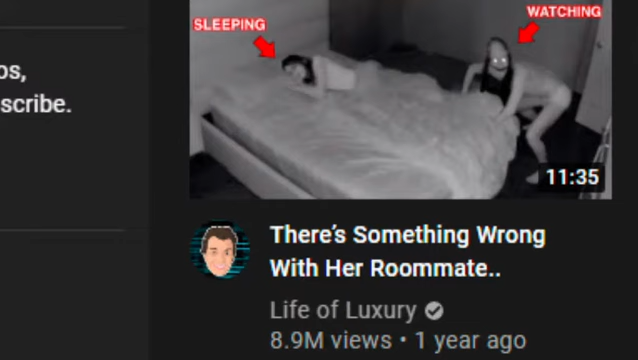 SLEEPING
WATCHING
os,
scribe.
11:35
There's Something Wrong
With Her Roommate..
Life of Luxury
8.9M views • 1 year ago